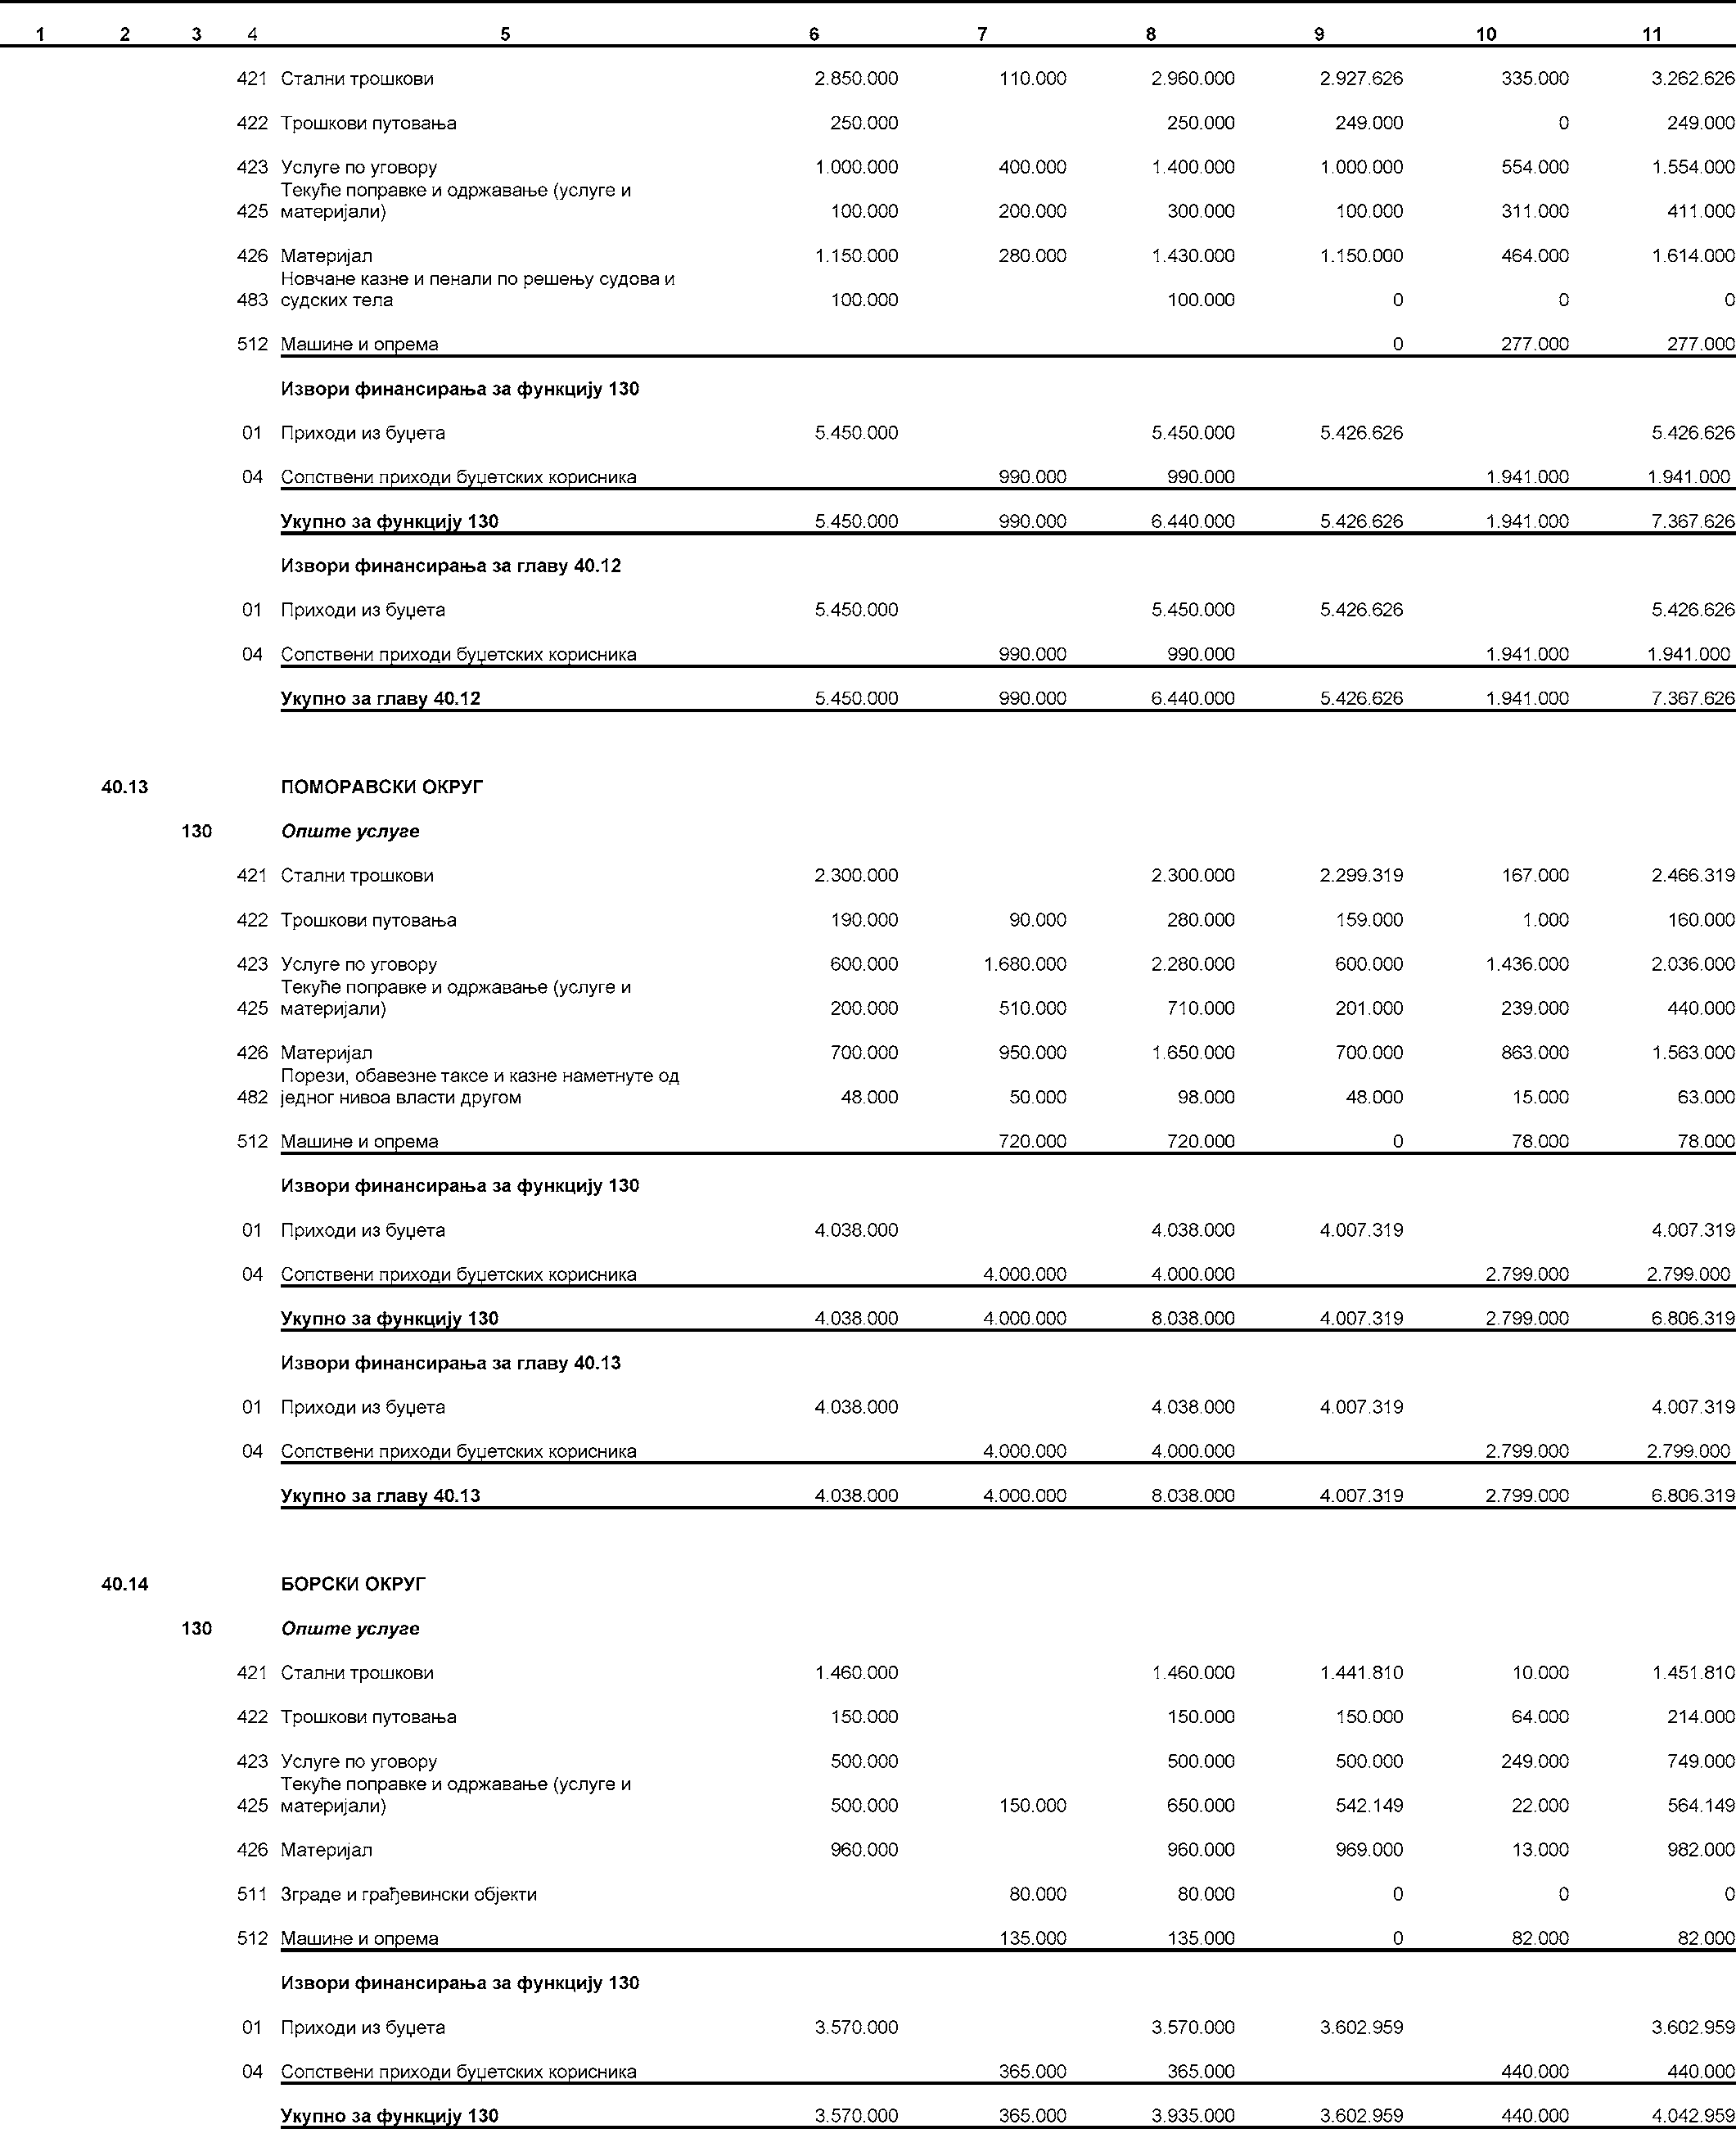 1 2 3 4 5 6 7 8 9 10 11
421 Стални трошкови 2.850.000 110.000 2.960.000 2.927.626 335.000 3.262.626
422 Трошкови путовања 250.000 250.000 249.000 0 249.000
423 Услуге по уговору 1.000.000 400.000 1.400.000 1.000.000 554.000 1.554.000
Текуће поправке и одржавање (услуге и
425 материјали) 100.000 200.000 300.000 100.000 311.000 411.000
426 Материјал 1.150.000 280.000 1.430.000 1.150.000 464.000 1.614.000
Новчане казне и пенали по решењу судова и
483 судских тела 100.000 100.000 0 0 0
512 Машине и опрема 0 277.000 277.000
Извори финансирања за функцију 130
01 Приходи из буџета 5.450.000 5.450.000 5.426.626 5.426.626
04 Сопствени приходи буџетских корисника 990.000 990.000 1.941.000 1.941.000
Укупно за функцију 130 5.450.000 990.000 6.440.000 5.426.626 1.941.000 7.367.626
Извори финансирања за главу 40.12
01 Приходи из буџета 5.450.000 5.450.000 5.426.626 5.426.626
04 Сопствени приходи буџетских корисника 990.000 990.000 1.941.000 1.941.000
Укупно за главу 40.12 5.450.000 990.000 6.440.000 5.426.626 1.941.000 7.367.626
40.13 ПОМОРАВСКИ ОКРУГ
130 Опште услуге
421 Стални трошкови 2.300.000 2.300.000 2.299.319 167.000 2.466.319
422 Трошкови путовања 190.000 90.000 280.000 159.000 1.000 160.000
423 Услуге по уговору 600.000 1.680.000 2.280.000 600.000 1.436.000 2.036.000
Текуће поправке и одржавање (услуге и
425 материјали) 200.000 510.000 710.000 201.000 239.000 440.000
426 Материјал 700.000 950.000 1.650.000 700.000 863.000 1.563.000
Порези, обавезне таксе и казне наметнуте од
482 једног нивоа власти другом 48.000 50.000 98.000 48.000 15.000 63.000
512 Машине и опрема 720.000 720.000 0 78.000 78.000
Извори финансирања за функцију 130
01 Приходи из буџета 4.038.000 4.038.000 4.007.319 4.007.319
04 Сопствени приходи буџетских корисника 4.000.000 4.000.000 2.799.000 2.799.000
Укупно за функцију 130 4.038.000 4.000.000 8.038.000 4.007.319 2.799.000 6.806.319
Извори финансирања за главу 40.13
01 Приходи из буџета 4.038.000 4.038.000 4.007.319 4.007.319
04 Сопствени приходи буџетских корисника 4.000.000 4.000.000 2.799.000 2.799.000
Укупно за главу 40.13 4.038.000 4.000.000 8.038.000 4.007.319 2.799.000 6.806.319
40.14 БОРСКИ ОКРУГ
130 Опште услуге
421 Стални трошкови 1.460.000 1.460.000 1.441.810 10.000 1.451.810
422 Трошкови путовања 150.000 150.000 150.000 64.000 214.000
423 Услуге по уговору 500.000 500.000 500.000 249.000 749.000
Текуће поправке и одржавање (услуге и
425 материјали) 500.000 150.000 650.000 542.149 22.000 564.149
426 Материјал 960.000 960.000 969.000 13.000 982.000
511 Зграде и грађевински објекти 80.000 80.000 0 0 0
512 Машине и опрема 135.000 135.000 0 82.000 82.000
Извори финансирања за функцију 130
01 Приходи из буџета 3.570.000 3.570.000 3.602.959 3.602.959
04 Сопствени приходи буџетских корисника 365.000 365.000 440.000 440.000
Укупно за функцију 130 3.570.000 365.000 3.935.000 3.602.959 440.000 4.042.959